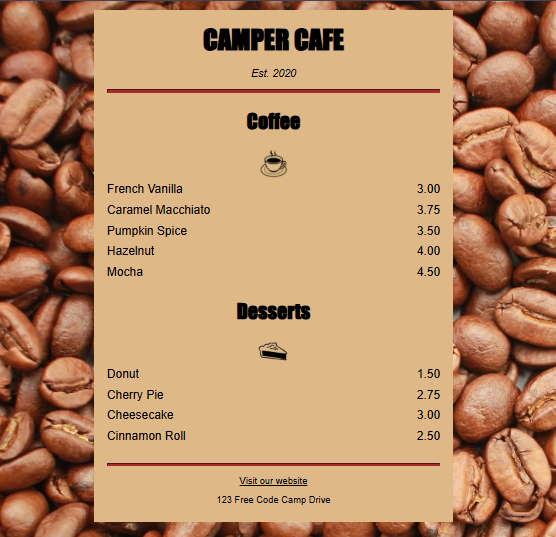 CAMPER CAFE
Est. 2020
Coffee
French Vanilla 3.00
Caramel Macchiato 3.75
Pumpkin Spice 3.50
Hazelnut 4.00
Mocha 4.50
Desserts
Donut 1.50
Cherry Pie 2.75
Cheesecake 3.00
Cinnamon Roll 2.50
Visit our website
123 Free Code Camp Drive